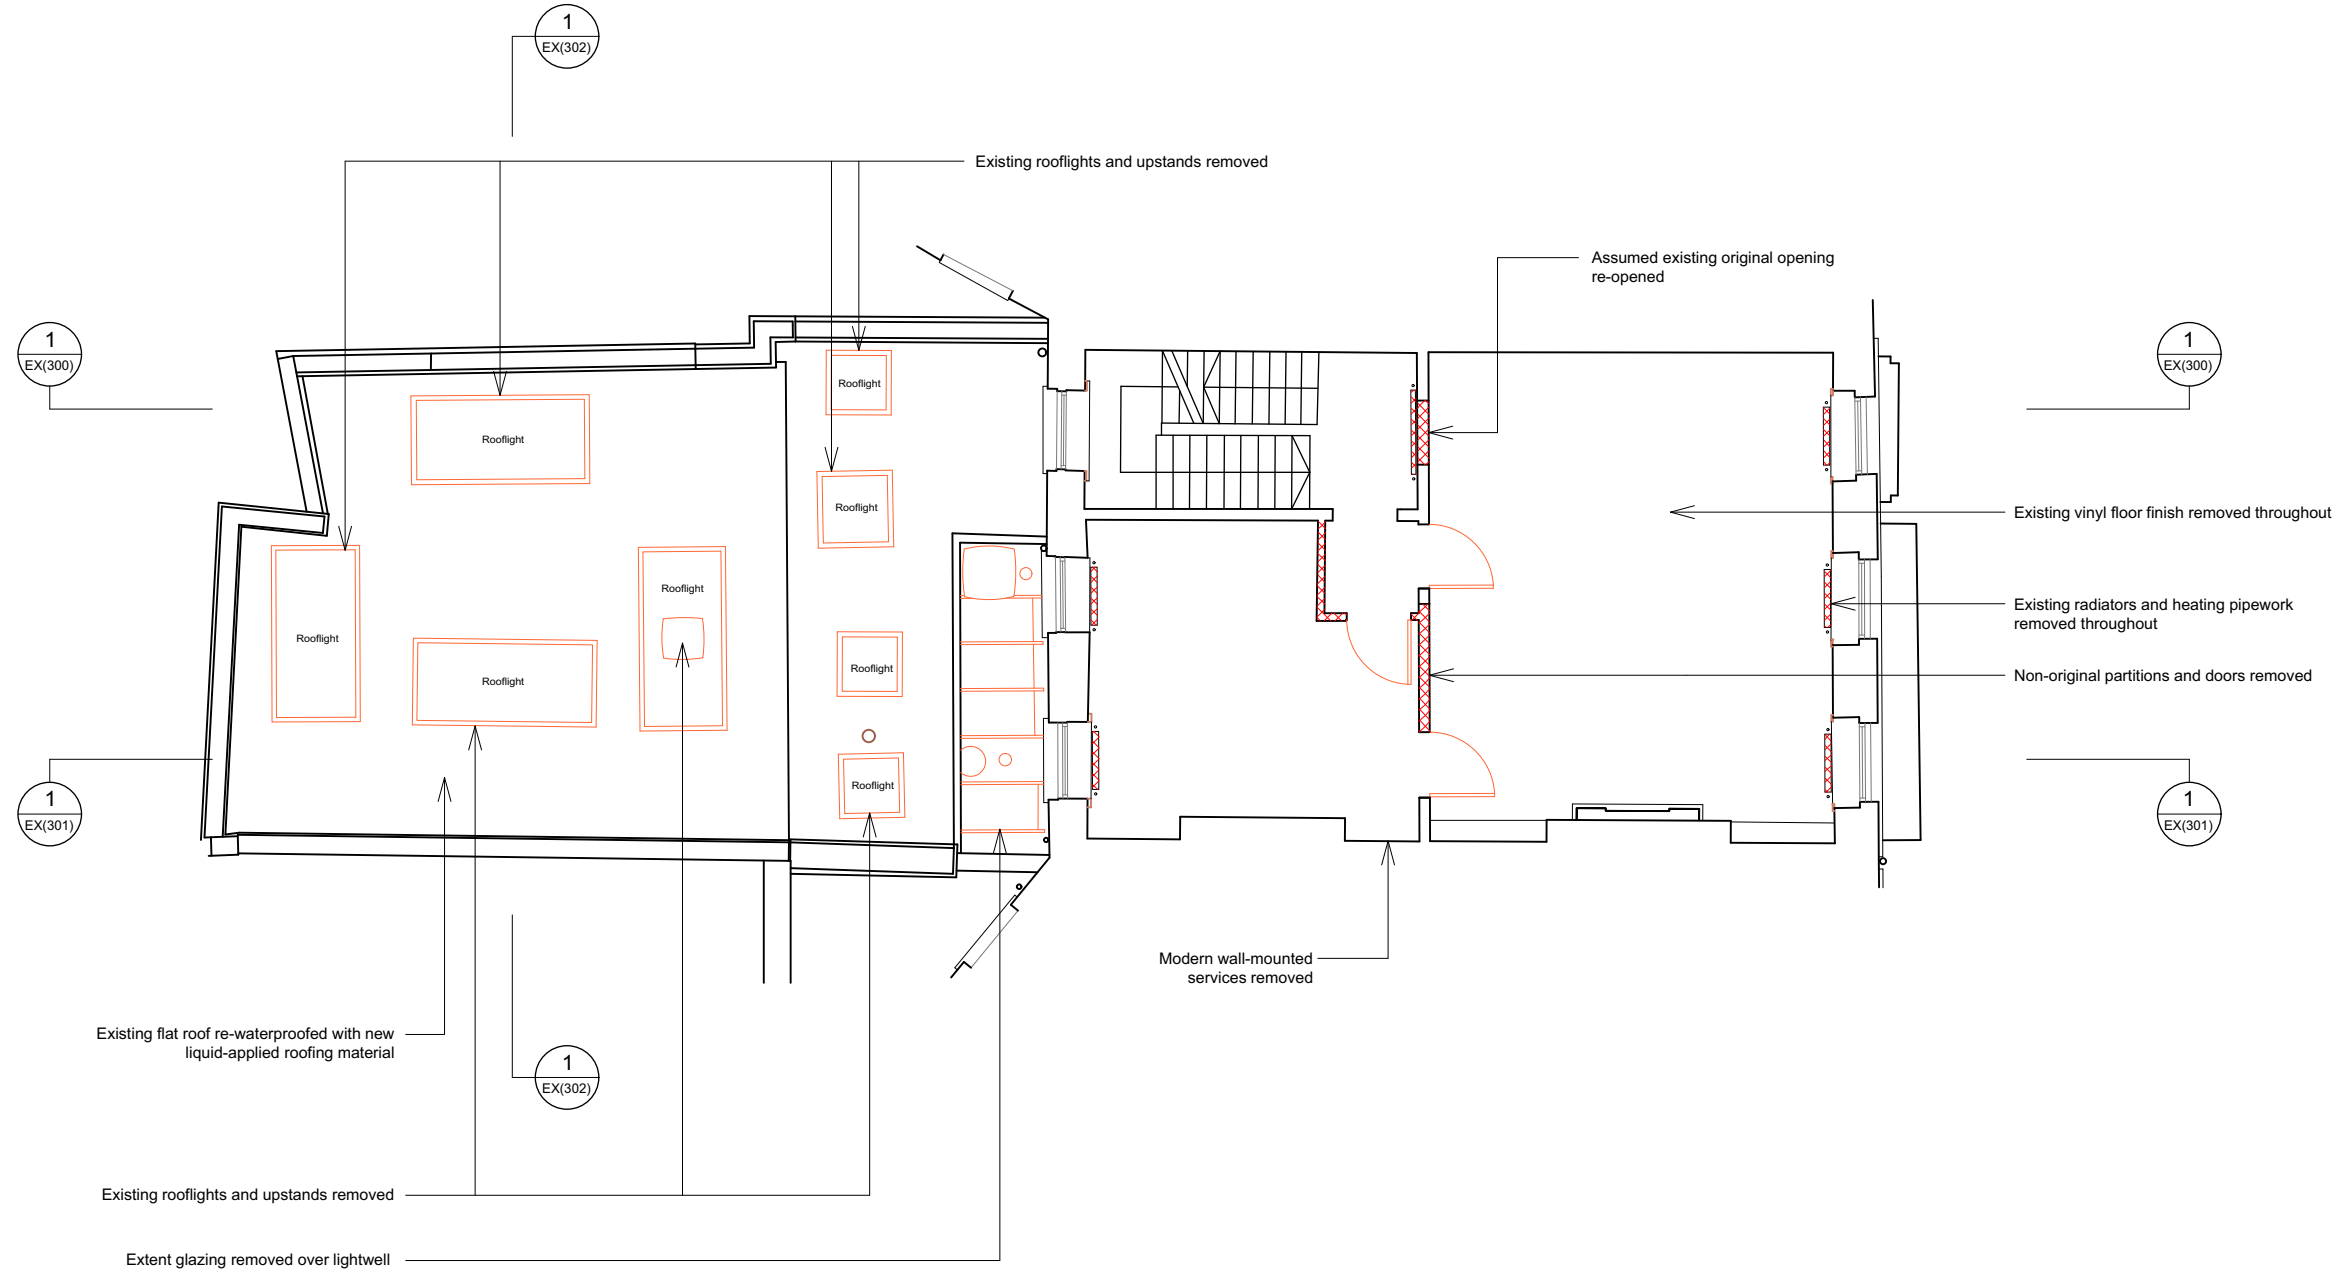 1
EX(302)
Existing rooflights and upstands removed
Assumed existing original opening
re-opened
1
EX(300)
1
EX(300)
Rooflight
Rooflight
Rooflight
Existing vinyl floor finish removed throughout
Rooflight
Rooflight
Existing radiators and heating pipework
removed throughout
Rooflight
Rooflight
Non-original partitions and doors removed
Rooflight
1
EX(301)
1
EX(301)
Modern wall-mounted
services removed
Existing flat roof re-waterproofed with new
liquid-applied roofing material
1
EX(302)
Existing rooflights and upstands removed
Extent glazing removed over lightwell